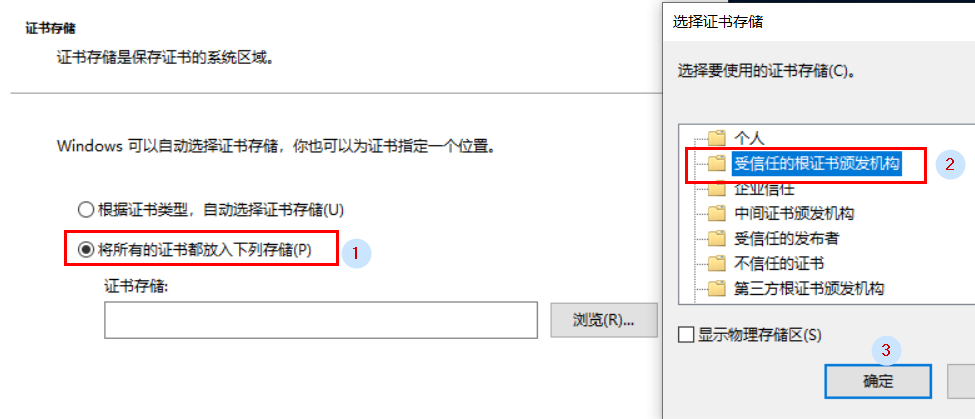 证书存储
证书存储是保存证书的系统区域。
Windows 可以自动选择证书存储，你也可以为证书指定一个位置。
根据证书类型，自动选择证书存储(U)
将所有的证书都放入下列存储(P)
1
证书存储:
浏览(R)...
选择证书存储
选择要使用的证书存储(C)。
个人
受信任的根证书颁发机构
2
企业信任
中间证书颁发机构
受信任的发布者
不信任的证书
第三方根证书颁发机构
显示物理存储区(S)
3
确定